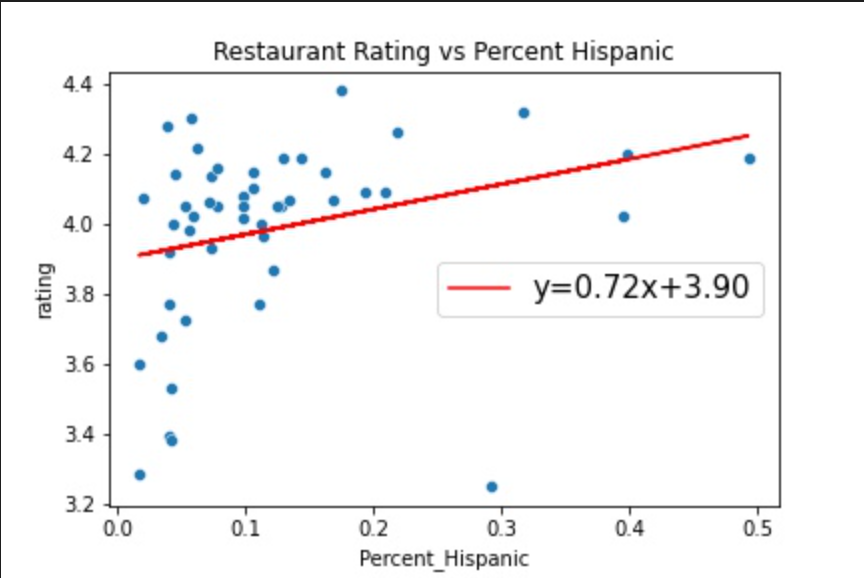 Restaurant Rating vs Percent Hispanic
4.4
4.2
4.0
3.8
3.6
3.4
3.2
rating
y=0.72x+3.90
0.0 0.1 0.2 0.3 0.4 0.5
Percent_Hispanic